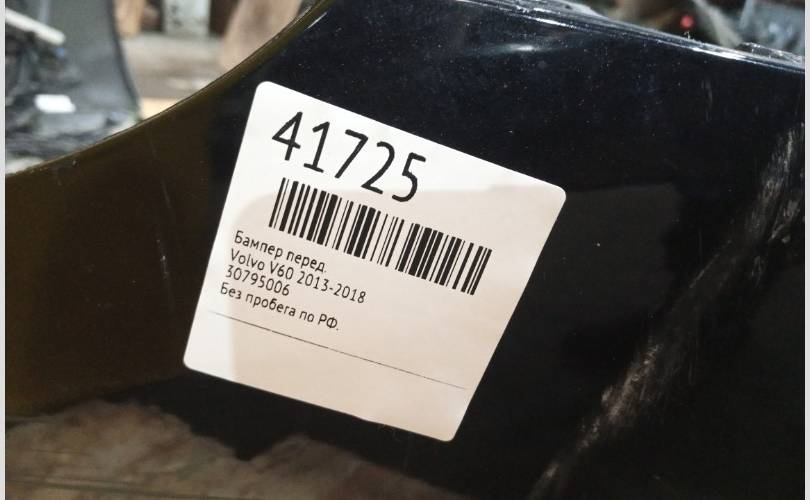 41725
Бампер перед.
Volvo V60 2013-2018
30795006
Без пробега по РФ.